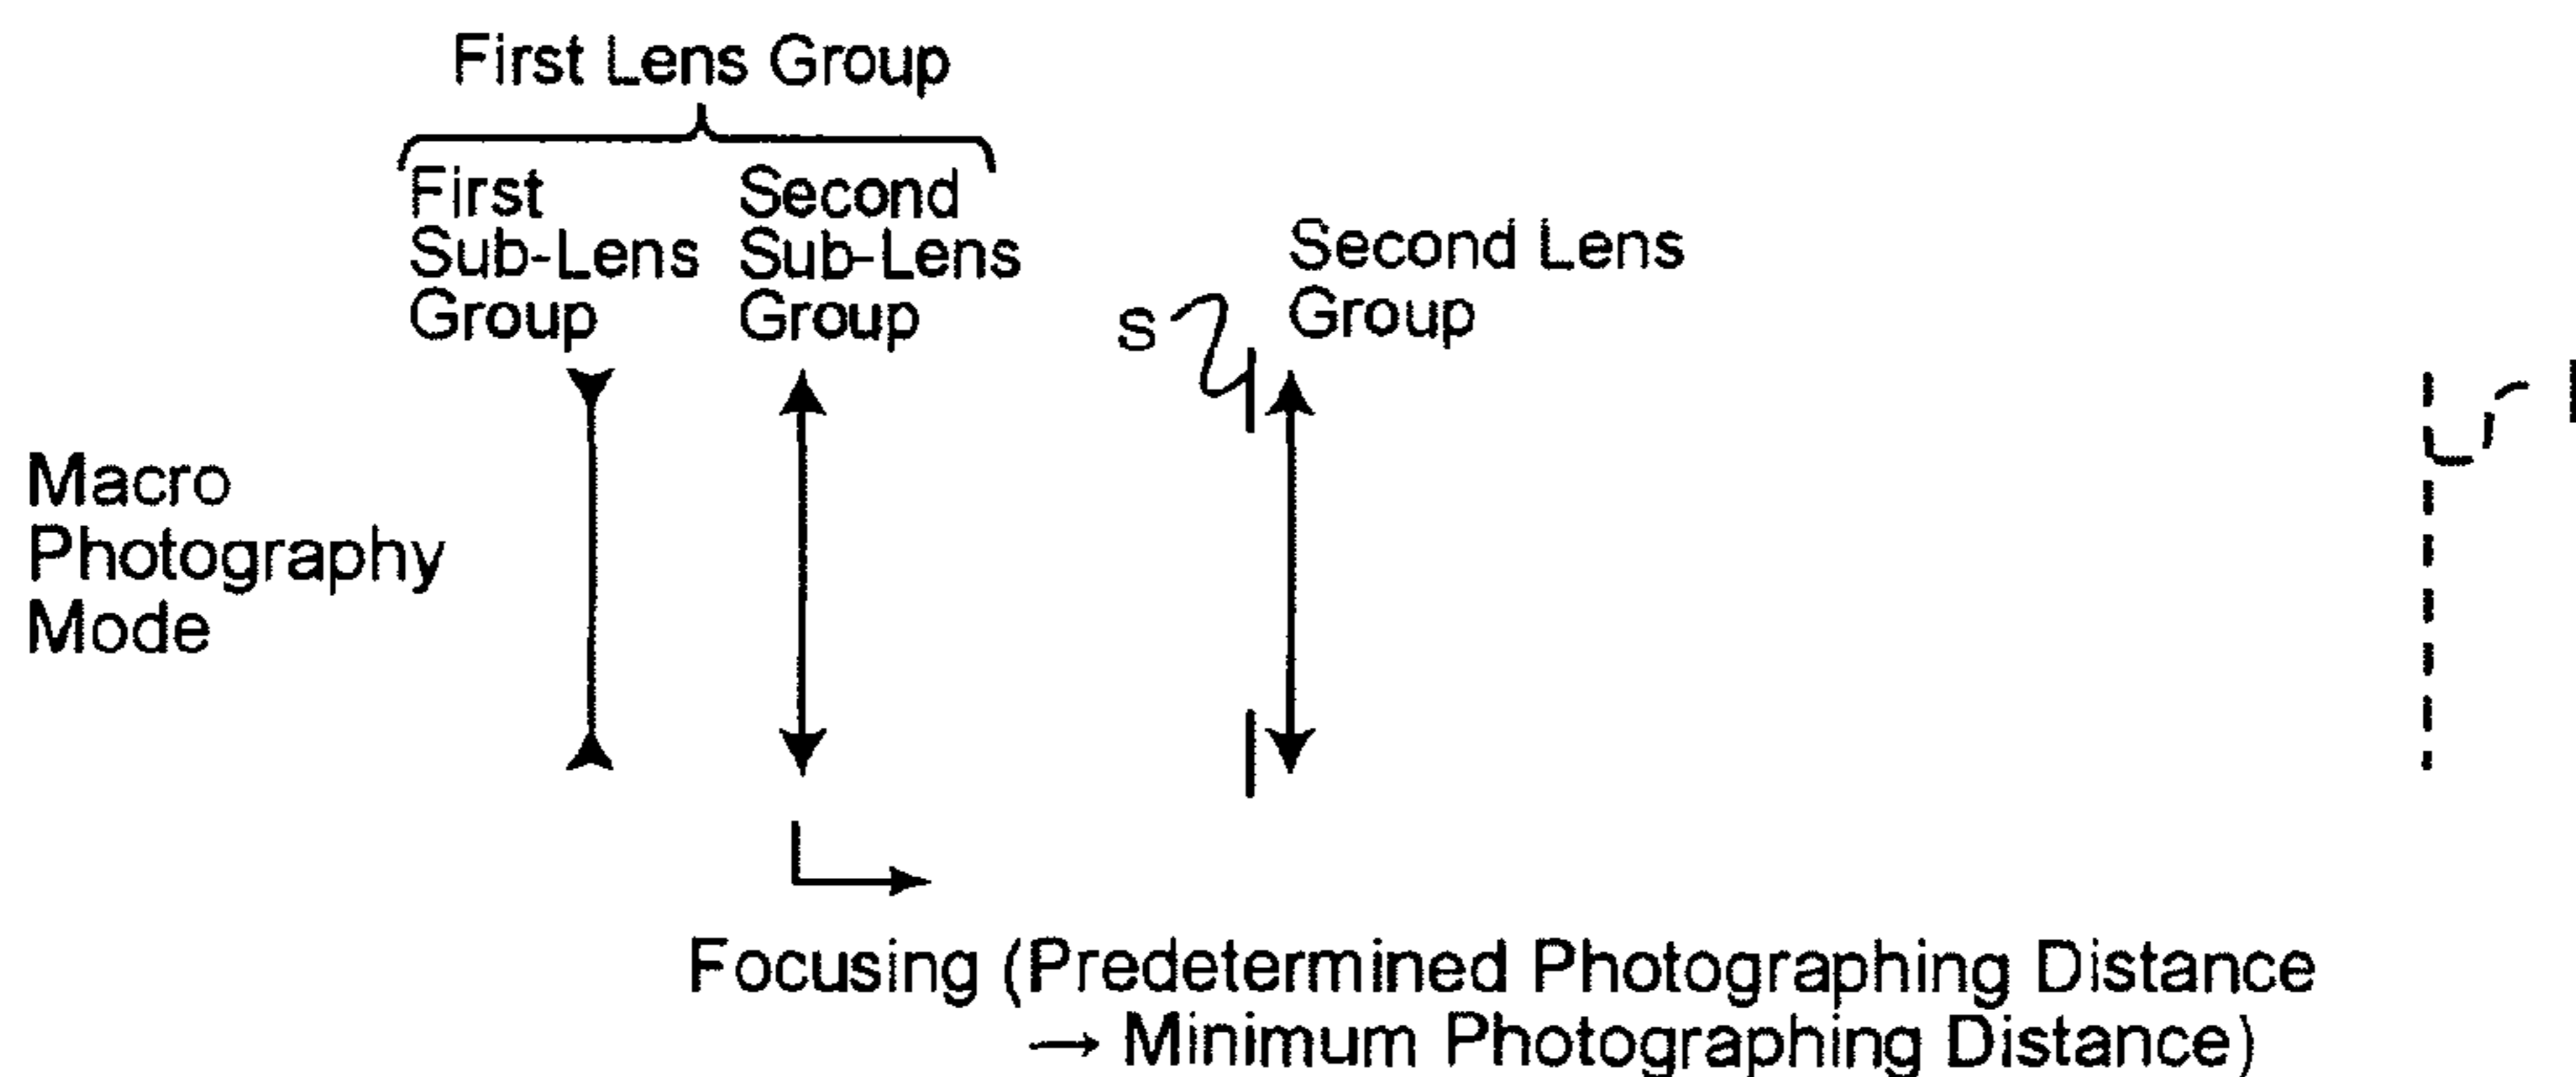 First Lens Group
First
Sub-Lens
Group
Second
Sub-Lens
Group
S
Second Lens
Group
I
Macro
Photography
Mode
Focusing (Predetermined Photographing Distance
→ Minimum Photographing Distance)